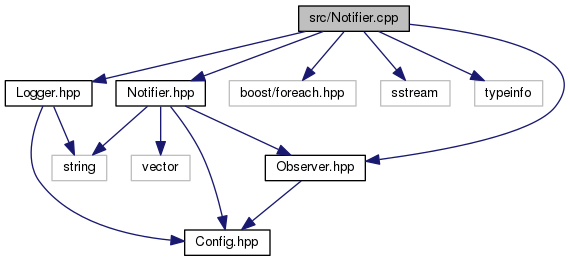 src/Notifier.cpp
Logger.hpp
Notifier.hpp
boost/foreach.hpp
sstream
typeinfo
string
vector
Observer.hpp
Config.hpp